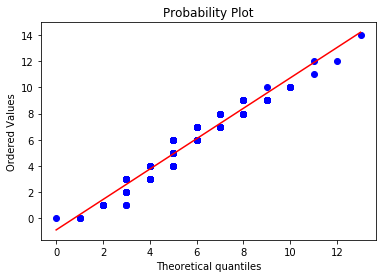 Probability Plot
Ordered Values
14
12
10
8
6
4
2
0
0 2 4 6 8 10 12
Theoretical quantiles